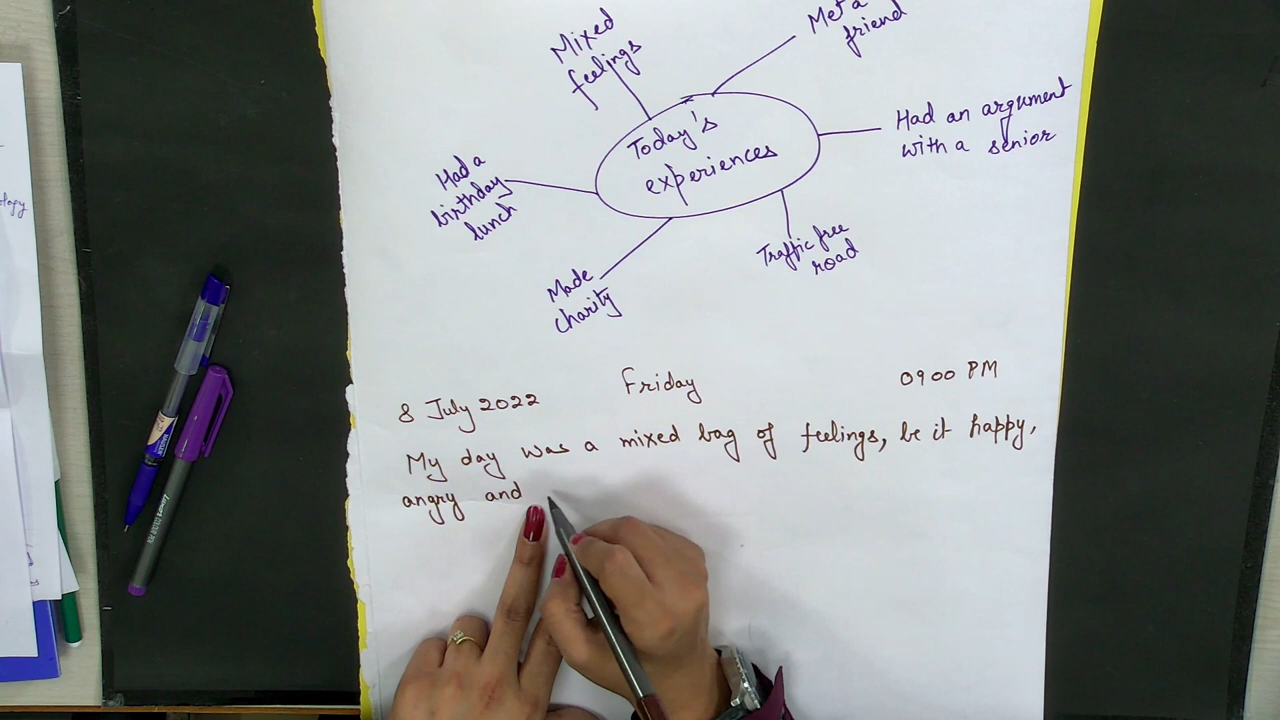 Mixed
feelings
Met a
friend
Today's
experiences
Had an argument
with a senior
Had a
birthday
lunch
Traffic free
road
Made
charity
8 July 2022 Friday 0900 PM
My day was a mixed bag of feelings, be it happy,
angry and